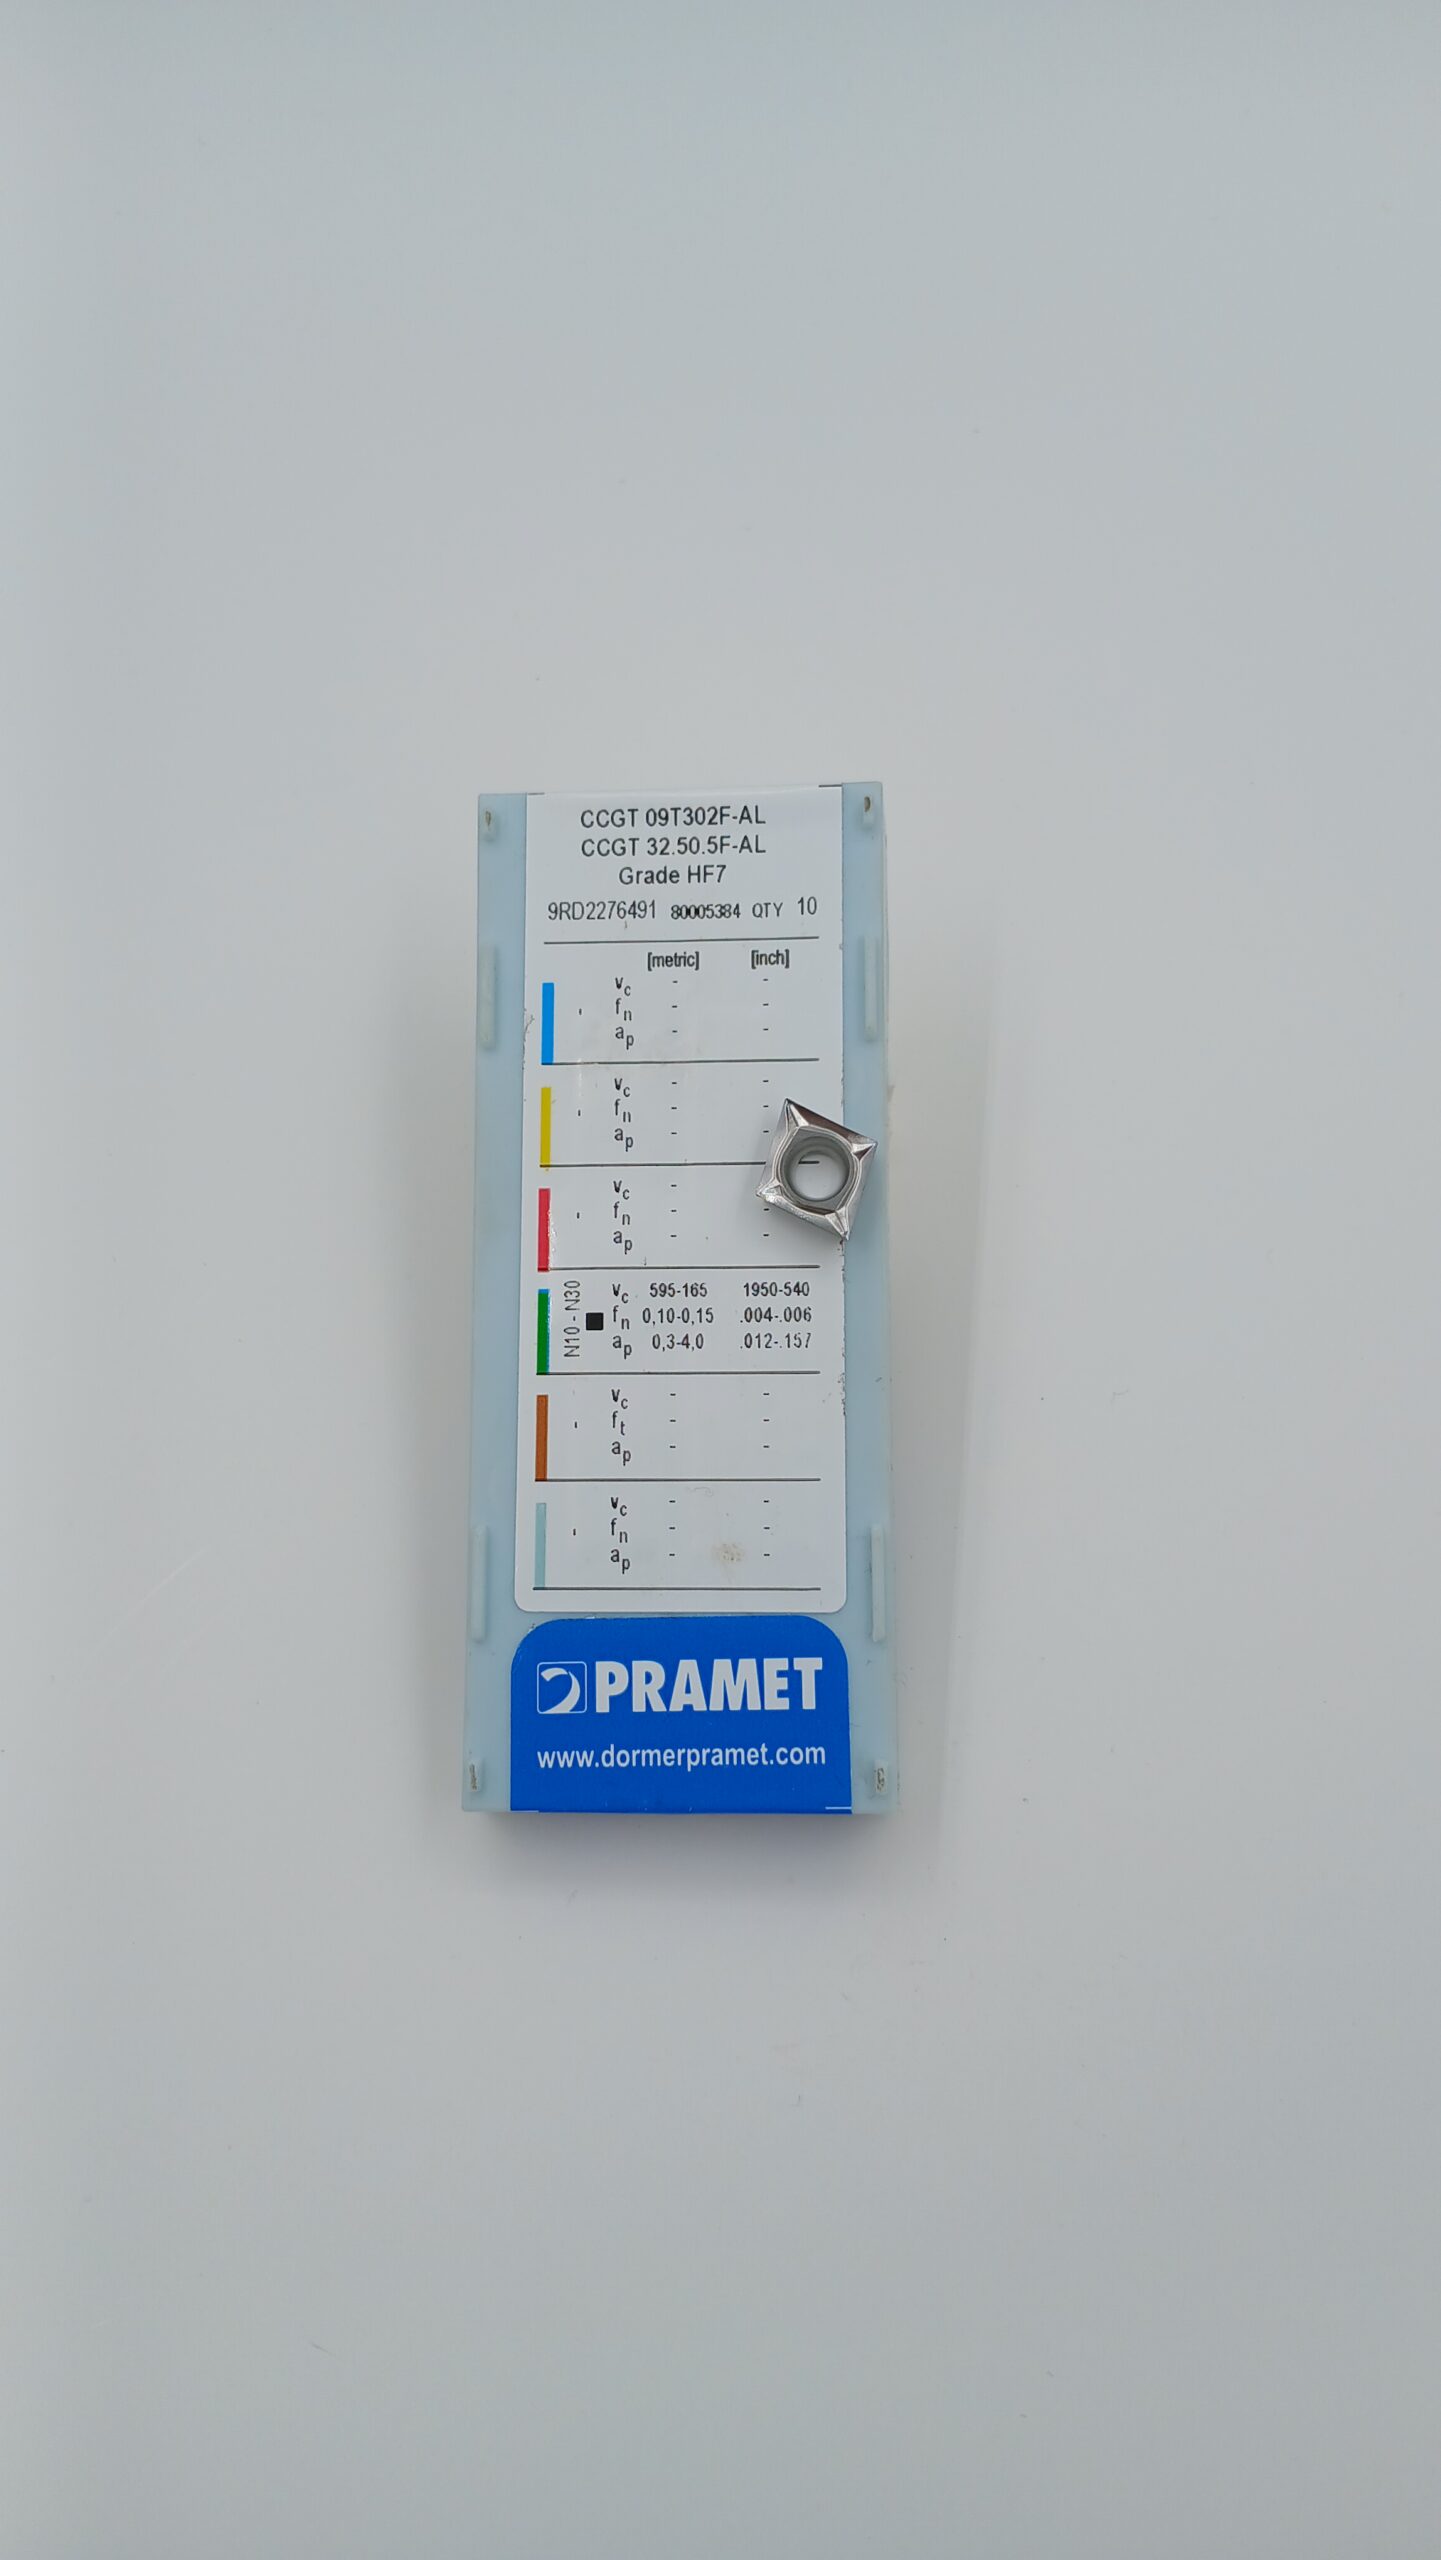 CCGT 09T302F-AL
CCGT 32.50.5F-AL
Grade HF7
9RD2276491 80005384 QTY 10
[metric] [inch]
vc - -
fn - -
ap - -
vc - -
fn - -
ap - -
vc -
fn - -
ap - -
N10 - N30
vc 595-165 1950-540
fn 0,10-0,15 .004-.006
ap 0,3-4,0 .012-.157
vc - -
ft - -
ap - -
vc - -
fn - -
ap - -
PRAMET
www.dormerpramet.com